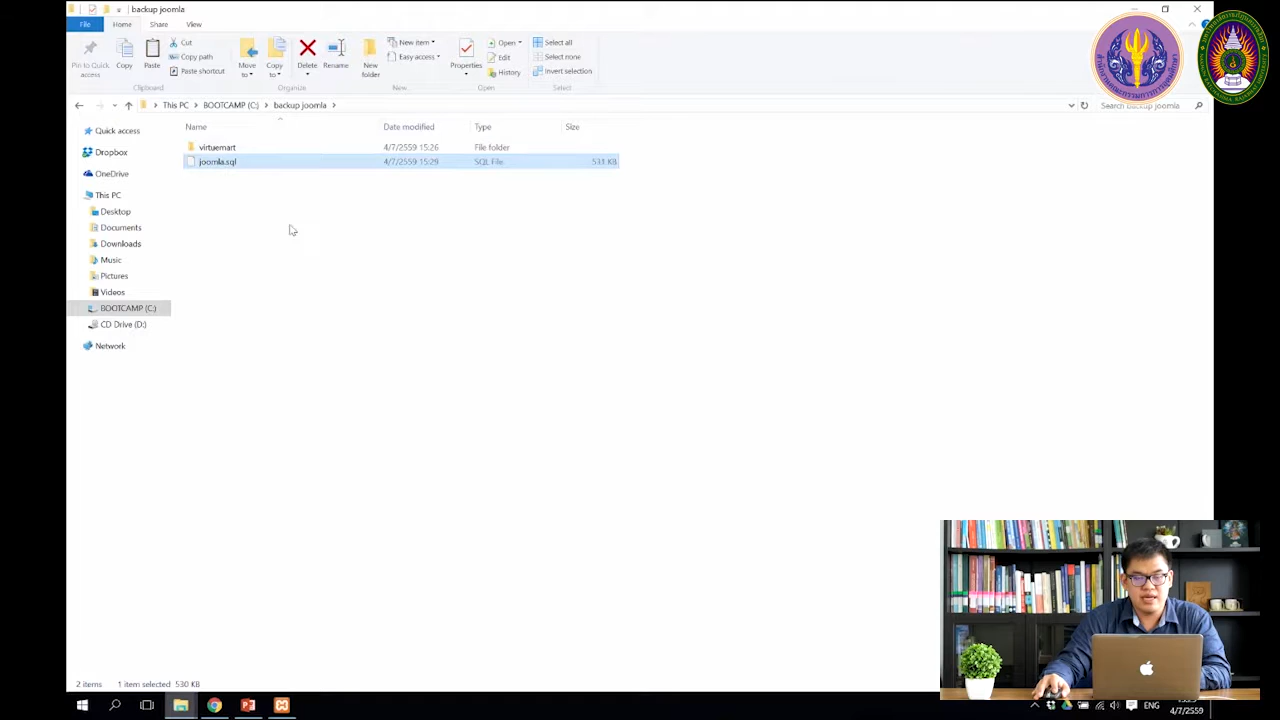 backup joomla
File Home Share View
Pin to Quick access
Copy
Paste
Cut
Copy path
Paste shortcut
Clipboard
Move to
Copy to
Delete
Rename
Organize
New folder
New item
Easy access
New
Properties
Open
Edit
History
Open
Select all
Select none
Invert selection
Select
This PC > BOOTCAMP (C:) > backup joomla >
Search backup joomla
Name Date modified Type Size
virtuemart 4/7/2559 15:26 File folder
joomla.sql 4/7/2559 15:29 SQL File 533 KB
Quick access
Dropbox
OneDrive
This PC
Desktop
Documents
Downloads
Music
Pictures
Videos
BOOTCAMP (C:)
CD Drive (D:)
Network
2 items 1 item selected 530 KB
ENG
4/7/2559